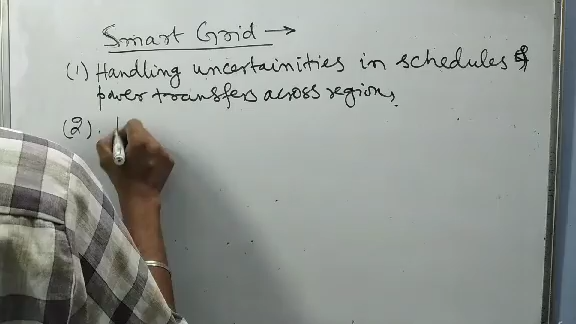 Smart Grid →
(1) Handling uncertainities in schedules &
power transfers across regions,
(2).